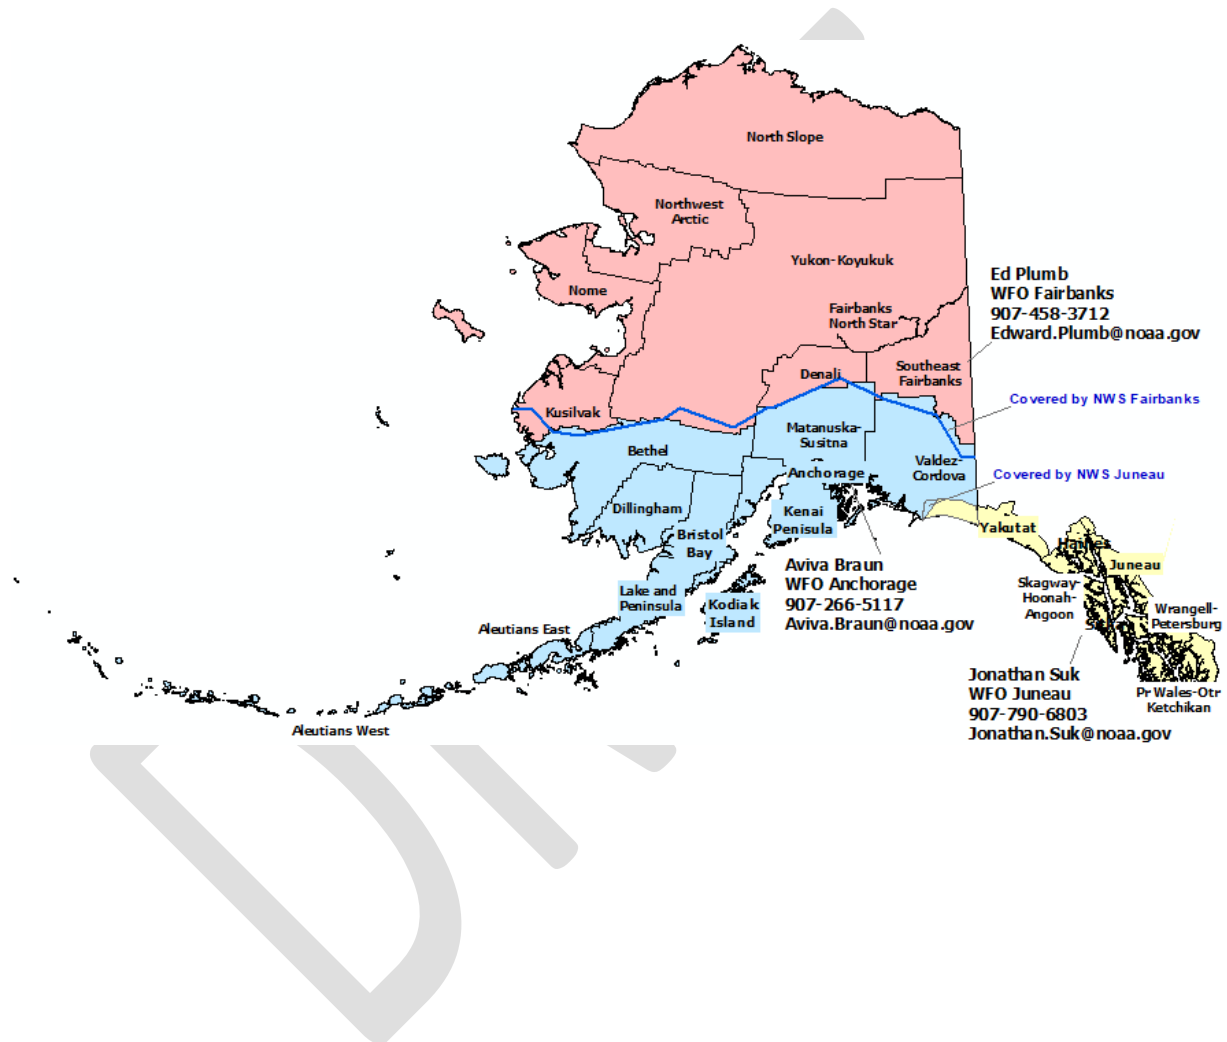 North Slope
Northwest
Arctic
Yukon-Koyukuk
Nome
Fairbanks
North Star
Ed Plumb
WFO Fairbanks
907-458-3712
Edward.Plumb@noaa.gov
Denali
Southeast
Fairbanks
Kusilvak
Covered by NWS Fairbanks
Matanuska-
Susitna
Bethel
Valdez-
Cordova
Anchorage
Covered by NWS Juneau
Dillingham
Kenai
Penisula
Yakutat
Bristol
Bay
Haines
Juneau
Aviva Braun
WFO Anchorage
907-266-5117
Aviva.Braun@noaa.gov
Skagway-
Hoonah-
Angoon
Lake and
Peninsula
Kodiak
Island
Wrangell-
Petersburg
Aleutians East
Jonathan Suk
WFO Juneau
907-790-6803
Jonathan.Suk@noaa.gov
Pr Wales-Otr
Ketchikan
Aleutians West